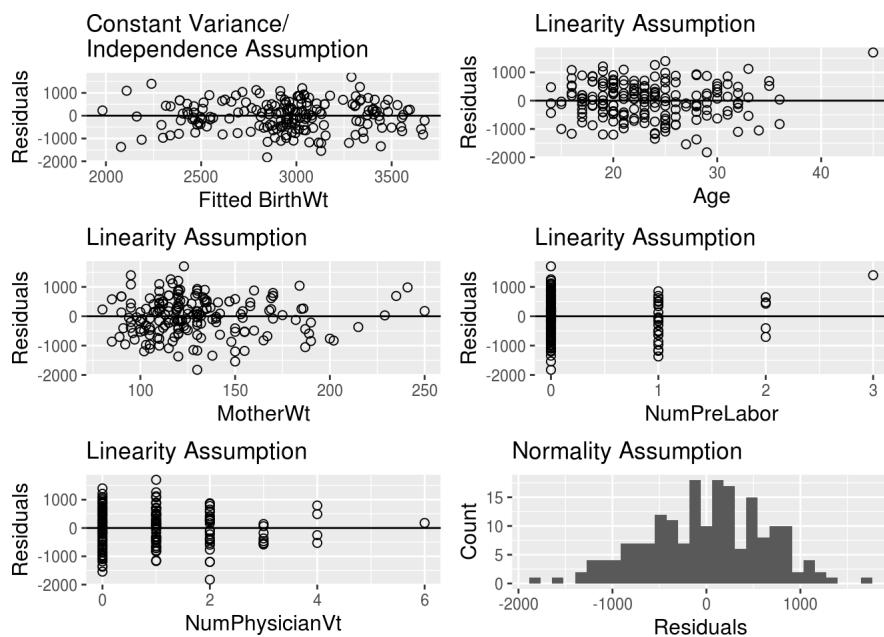 Constant Variance/
Independence Assumption
Residuals
1000
0
-1000
-2000
2000
2500
3000
3500
Fitted BirthWt
Linearity Assumption
Residuals
1000
0
-1000
-2000
20
30
40
Age
Linearity Assumption
Residuals
1000
0
-1000
-2000
100
150
200
250
MotherWt
Linearity Assumption
Residuals
1000
0
-1000
-2000
0
1
2
3
NumPreLabor
Linearity Assumption
Residuals
1000
0
-1000
-2000
0
2
4
6
NumPhysicianVt
Normality Assumption
Count
15
10
5
0
-2000
-1000
0
1000
Residuals